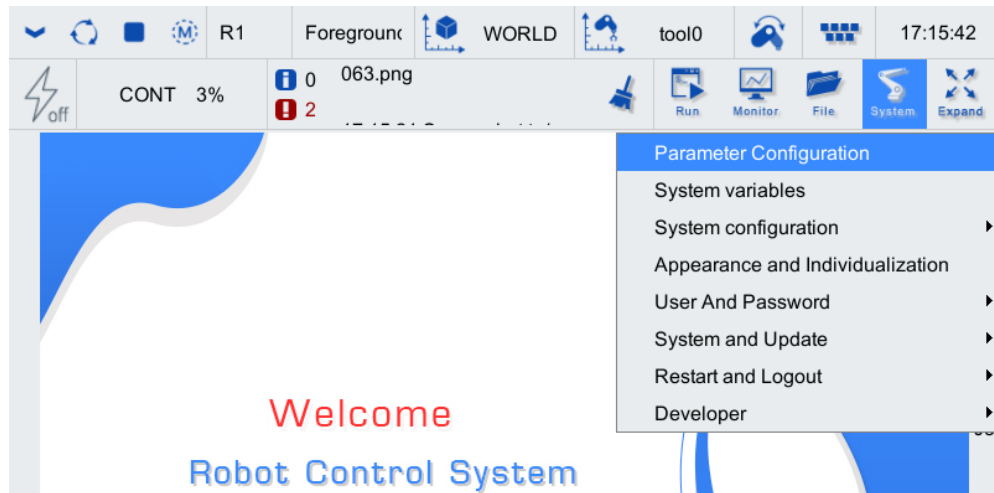 R1 Foreground WORLD tool0 17:15:42
off CONT 3% 0 063.png
2
Run Monitor File System Expand
Parameter Configuration
System variables
System configuration
Appearance and Individualization
User And Password
System and Update
Restart and Logout
Developer
Welcome
Robot Control System